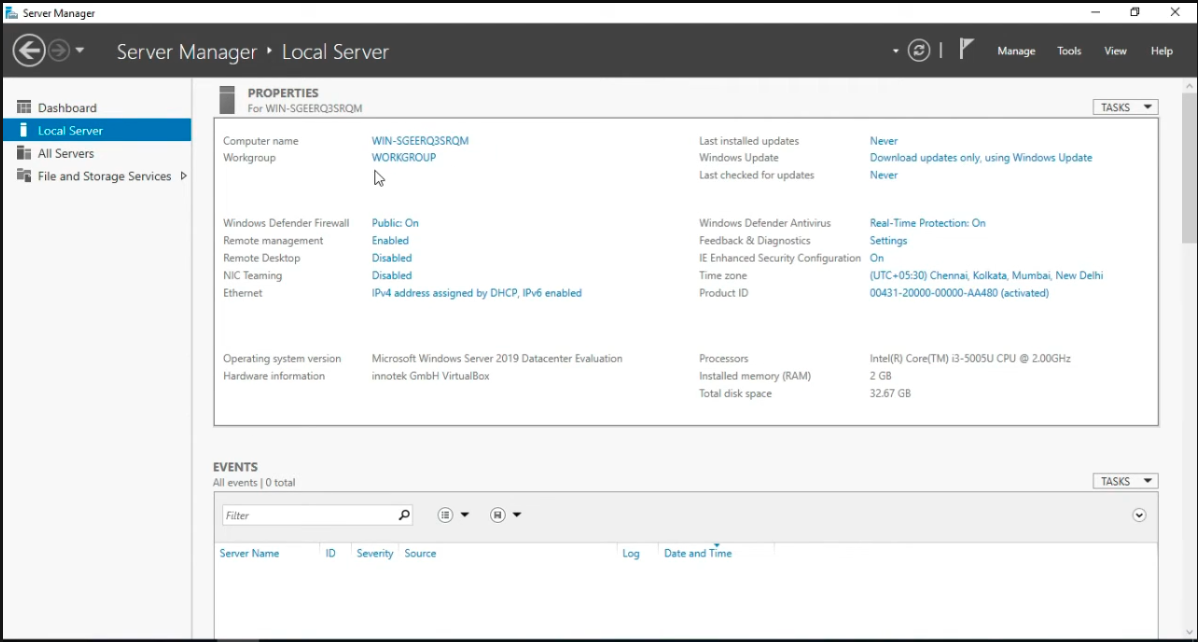 Server Manager
Server Manager • Local Server
Manage Tools View Help
Dashboard
Local Server
All Servers
File and Storage Services
PROPERTIES
For WIN-SGEERQ3SRQM
TASKS
Computer name WIN-SGEERQ3SRQM Last installed updates Never
Workgroup WORKGROUP Windows Update Download updates only, using Windows Update
Last checked for updates Never
Windows Defender Firewall Public: On Windows Defender Antivirus Real-Time Protection: On
Remote management Enabled Feedback & Diagnostics Settings
Remote Desktop Disabled IE Enhanced Security Configuration On
NIC Teaming Disabled Time zone (UTC+05:30) Chennai, Kolkata, Mumbai, New Delhi
Ethernet IPv4 address assigned by DHCP, IPv6 enabled Product ID 00431-20000-00000-AA480 (activated)
Operating system version Microsoft Windows Server 2019 Datacenter Evaluation Processors Intel(R) Core(TM) i3-5005U CPU @ 2.00GHz
Hardware information innotek GmbH VirtualBox Installed memory (RAM) 2 GB
Total disk space 32.67 GB
EVENTS
All events | 0 total
TASKS
Filter
Server Name ID Severity Source Log Date and Time